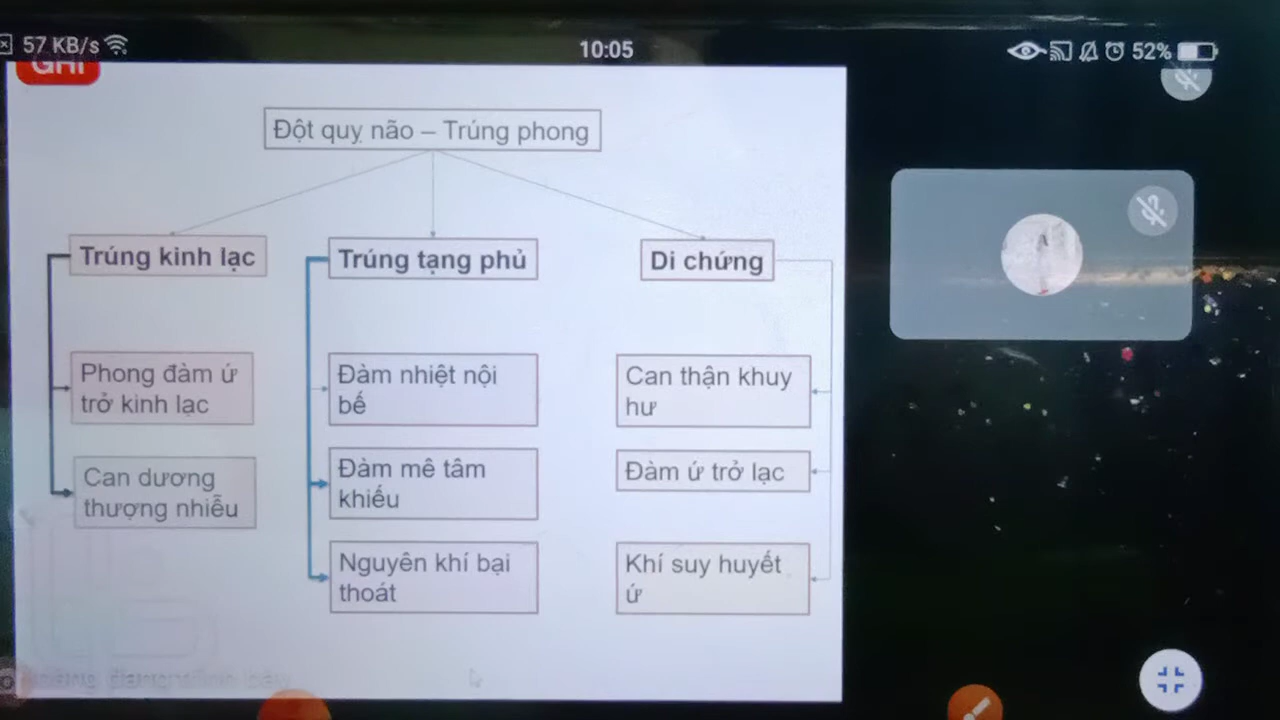 57 KB/s
10:05
52%
GHI
Đột quỵ não – Trúng phong
Trúng kinh lạc
Trúng tạng phủ
Di chứng
Phong đàm ứ
trở kinh lạc
Can dương
thượng nhiễu
Đàm nhiệt nội
bế
Đàm mê tâm
khiếu
Nguyên khí bại
thoát
Can thận khuy
hư
Đàm ứ trở lạc
Khí suy huyết
ứ